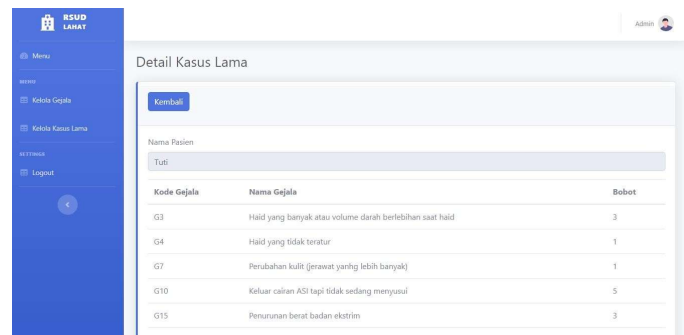 RSUD
LAHAT
Admin
Menu
MENU
Kelola Gejala
Kelola Kasus Lama
SETTINGS
Logout
Detail Kasus Lama
Kembali
Nama Pasien
Tuti
Kode Gejala Nama Gejala Bobot
G3 Haid yang banyak atau volume darah berlebihan saat haid 3
G4 Haid yang tidak teratur 1
G7 Perubahan kulit (jerawat yanhg lebih banyak) 1
G10 Keluar cairan ASI tapi tidak sedang menyusui 5
G15 Penurunan berat badan ekstrim 3